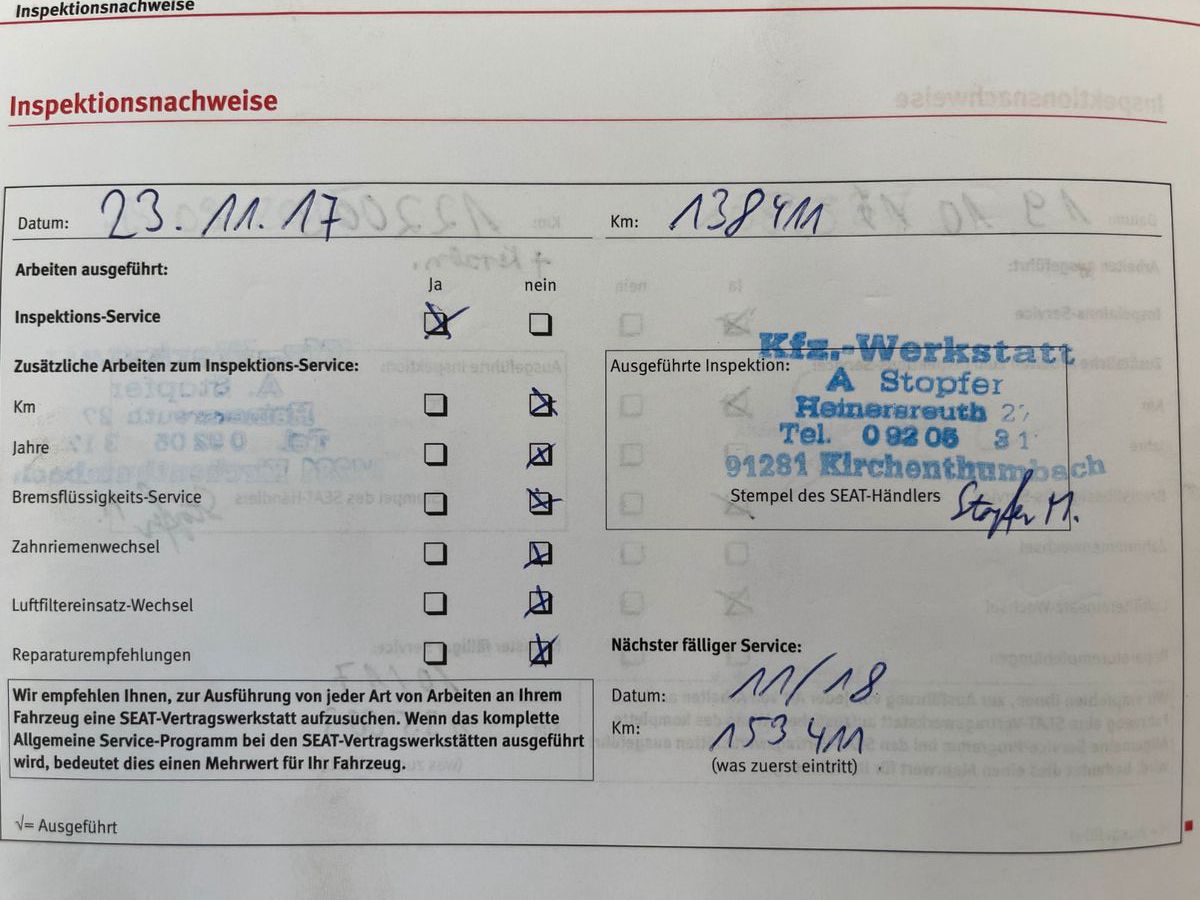 Inspektionsnachweise
Inspektionsnachweise
Datum: 23.11.17 Km: 138411
Arbeiten ausgeführt:
Ja nein
Inspektions-Service
Zusätzliche Arbeiten zum Inspektions-Service:
Km
Jahre
Bremsflüssigkeits-Service
Zahnriemenwechsel
Luftfiltereinsatz-Wechsel
Reparaturempfehlungen
Ausgeführte Inspektion:
Kfz.-Werkstatt
A Stopfer
Heinersreuth 27
Tel. 09205 31
91281 Kirchenthumbach
Stempel des SEAT-Händlers
Stopfer M.
Wir empfehlen Ihnen, zur Ausführung von jeder Art von Arbeiten an Ihrem
Fahrzeug eine SEAT-Vertragswerkstatt aufzusuchen. Wenn das komplette
Allgemeine Service-Programm bei den SEAT-Vertragswerkstätten ausgeführt
wird, bedeutet dies einen Mehrwert für Ihr Fahrzeug.
Nächster fälliger Service:
Datum: 11/18
Km: 153411
(was zuerst eintritt)
√= Ausgeführt